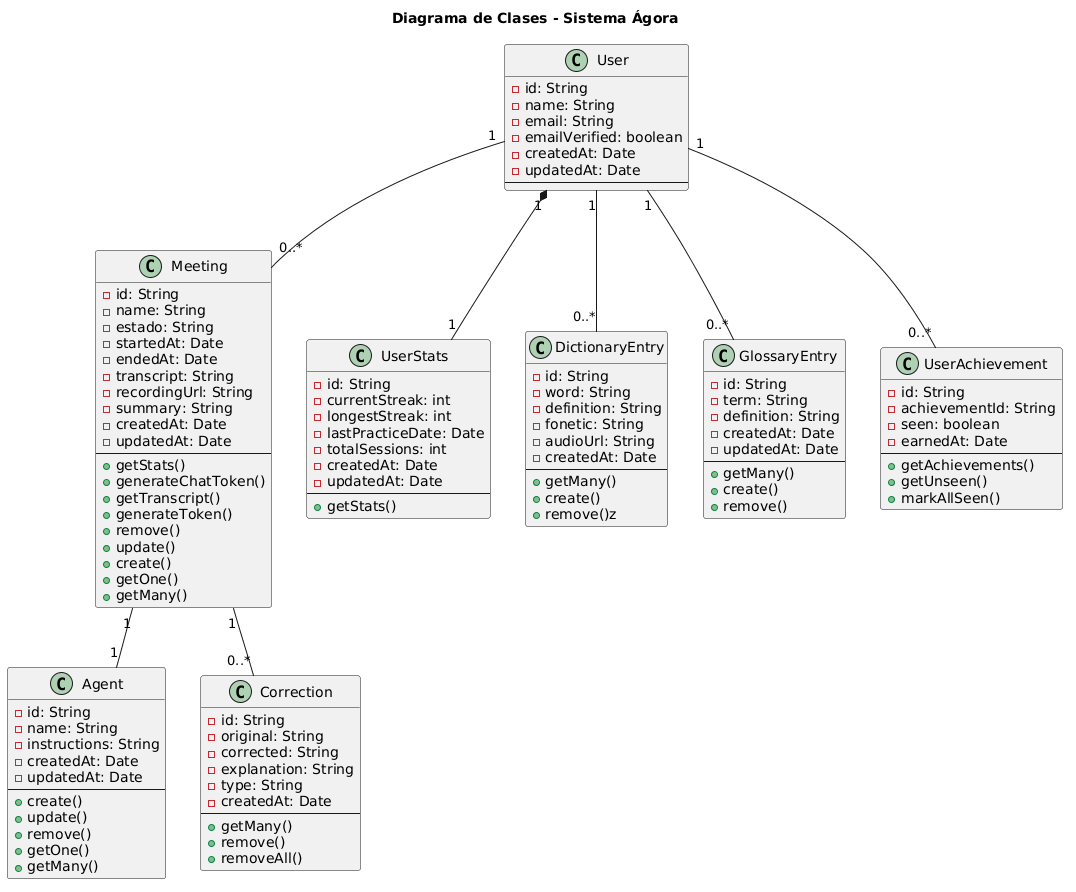 Diagrama de Clases - Sistema Ágora
C User
id: String
name: String
email: String
emailVerified: boolean
createdAt: Date
updatedAt: Date
1
0..*
1
1
1
0..*
1
0..*
1
0..*
C Meeting
id: String
name: String
estado: String
startedAt: Date
endedAt: Date
transcript: String
recordingUrl: String
summary: String
createdAt: Date
updatedAt: Date
getStats()
generateChatToken()
getTranscript()
generateToken()
remove()
update()
create()
getOne()
getMany()
C UserStats
id: String
currentStreak: int
longestStreak: int
lastPracticeDate: Date
totalSessions: int
createdAt: Date
updatedAt: Date
getStats()
C DictionaryEntry
id: String
word: String
definition: String
fonetic: String
audioUrl: String
createdAt: Date
getMany()
create()
remove()z
C GlossaryEntry
id: String
term: String
definition: String
createdAt: Date
updatedAt: Date
getMany()
create()
remove()
C UserAchievement
id: String
achievementId: String
seen: boolean
earnedAt: Date
getAchievements()
getUnseen()
markAllSeen()
1
1
1
0..*
C Agent
id: String
name: String
instructions: String
createdAt: Date
updatedAt: Date
create()
update()
remove()
getOne()
getMany()
C Correction
id: String
original: String
corrected: String
explanation: String
type: String
createdAt: Date
getMany()
remove()
removeAll()